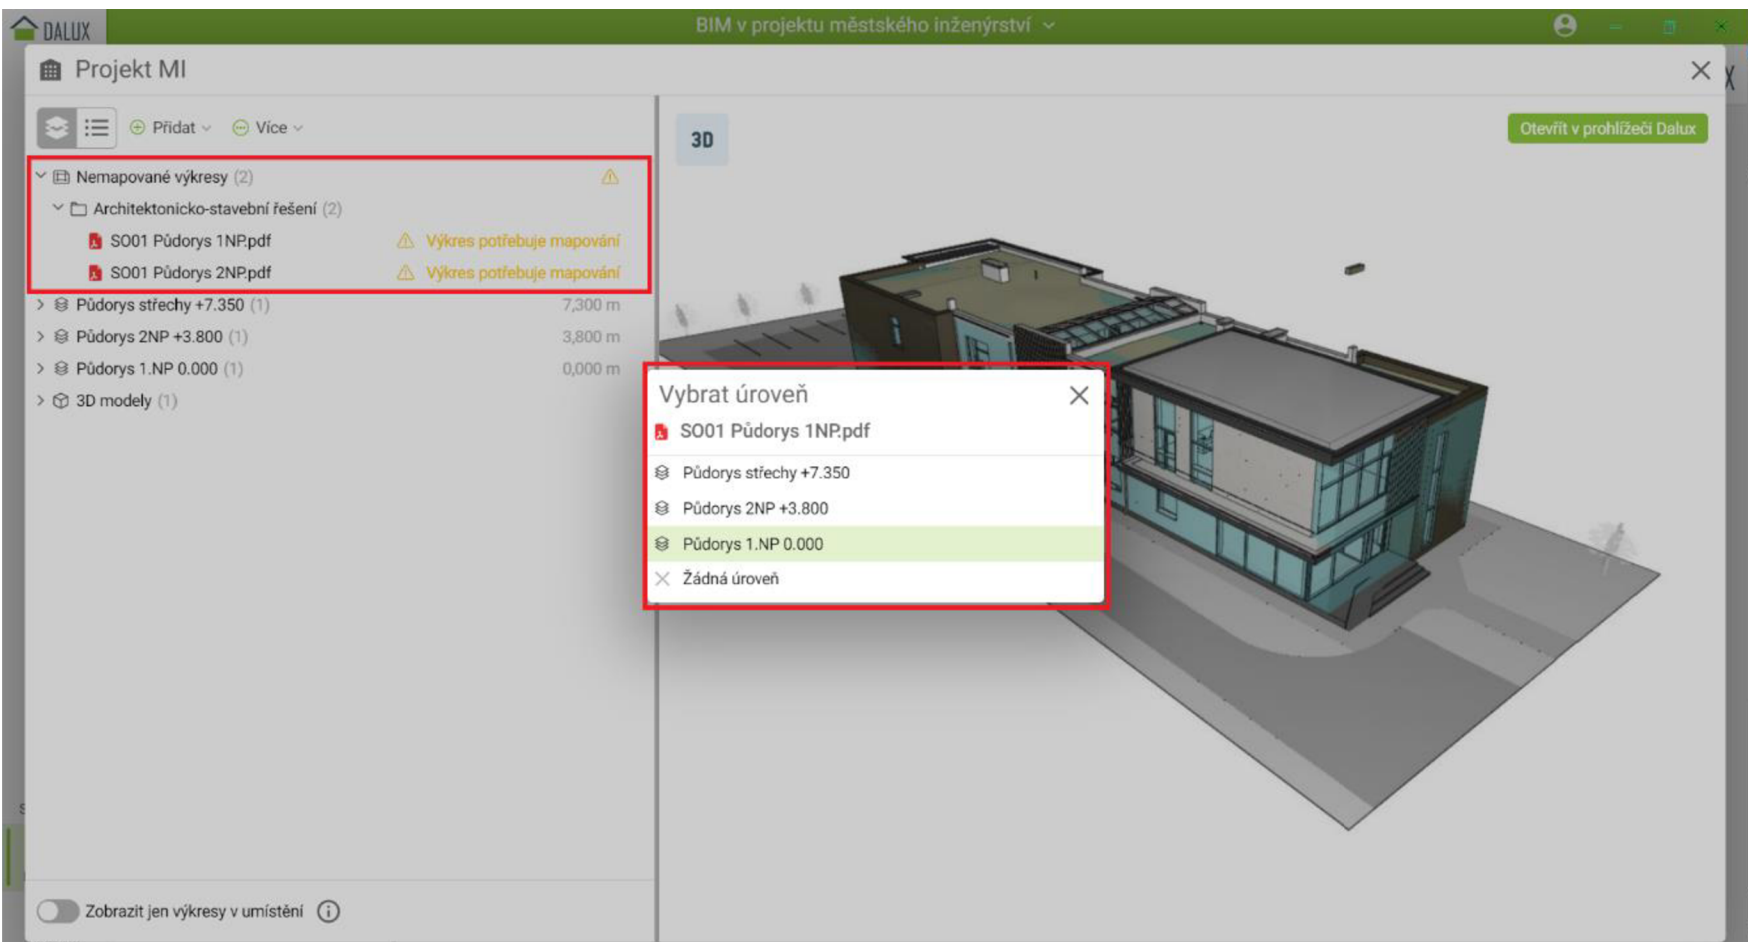 DALUX
BIM v projektu městského inženýrství
Projekt MI
Přidat
Více
3D
Otevřít v prohlížeči Dalux
Nemapované výkresy (2)
Architektonicko-stavební řešení (2)
SO01 Půdorys 1NP.pdf Výkres potřebuje mapování
SO01 Půdorys 2NP.pdf Výkres potřebuje mapování
Půdorys střechy +7.350 (1) 7,300 m
Půdorys 2NP +3.800 (1) 3,800 m
Půdorys 1.NP 0.000 (1) 0,000 m
3D modely (1)
Vybrat úroveň
SO01 Půdorys 1NP.pdf
Půdorys střechy +7.350
Půdorys 2NP +3.800
Půdorys 1.NP 0.000
Žádná úroveň
Zobrazit jen výkresy v umístění